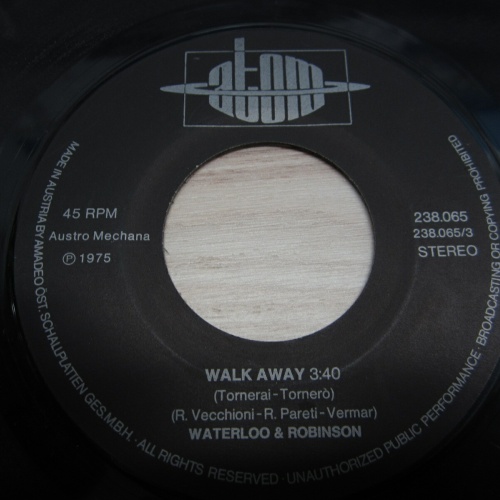 atom
45 RPM
Austro Mechana
Ⓟ 1975
238.065
238.065/3
STEREO
WALK AWAY 3:40
(Tornerai-Tornerò)
(R. Vecchioni-R. Pareti-Vermar)
WATERLOO & ROBINSON
MADE IN AUSTRIA BY AMADEO ÖST. SCHALLPLATTEN GES.M.B.H. · ALL RIGHTS RESERVED · UNAUTHORIZED PUBLIC PERFORMANCE · BROADCASTING OR COPYING PROHIBITED